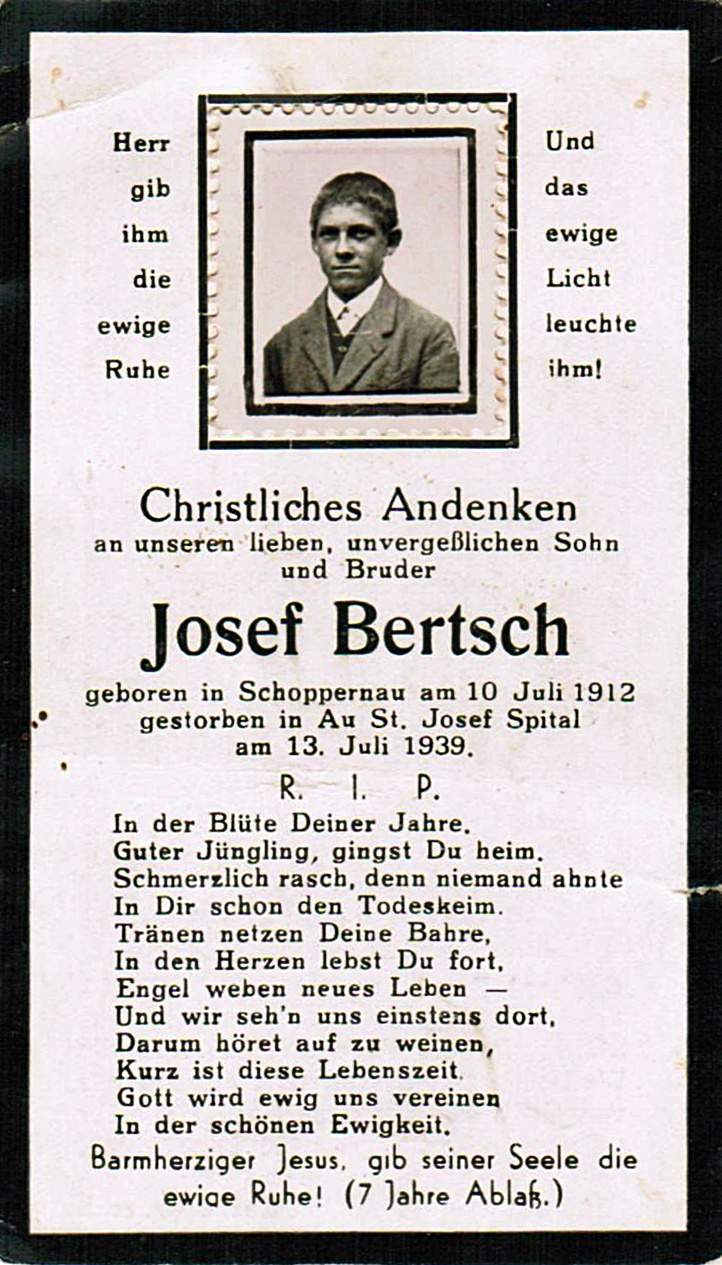 Herr
gib
ihm
die
ewige
Ruhe
Und
das
ewige
Licht
leuchte
ihm!
Christliches Andenken
an unseren lieben, unvergeßlichen Sohn
und Bruder
Josef Bertsch
geboren in Schoppernau am 10 Juli 1912
gestorben in Au St. Josef Spital
am 13. Juli 1939.
R. I. P.
In der Blüte Deiner Jahre.
Guter Jüngling, gingst Du heim.
Schmerzlich rasch, denn niemand ahnte
In Dir schon den Todeskeim.
Tränen netzen Deine Bahre,
In den Herzen lebst Du fort,
Engel weben neues Leben —
Und wir seh'n uns einstens dort,
Darum höret auf zu weinen,
Kurz ist diese Lebenszeit.
Gott wird ewig uns vereinen
In der schönen Ewigkeit.
Barmherziger Jesus, gib seiner Seele die
ewige Ruhe! (7 Jahre Ablaß.)